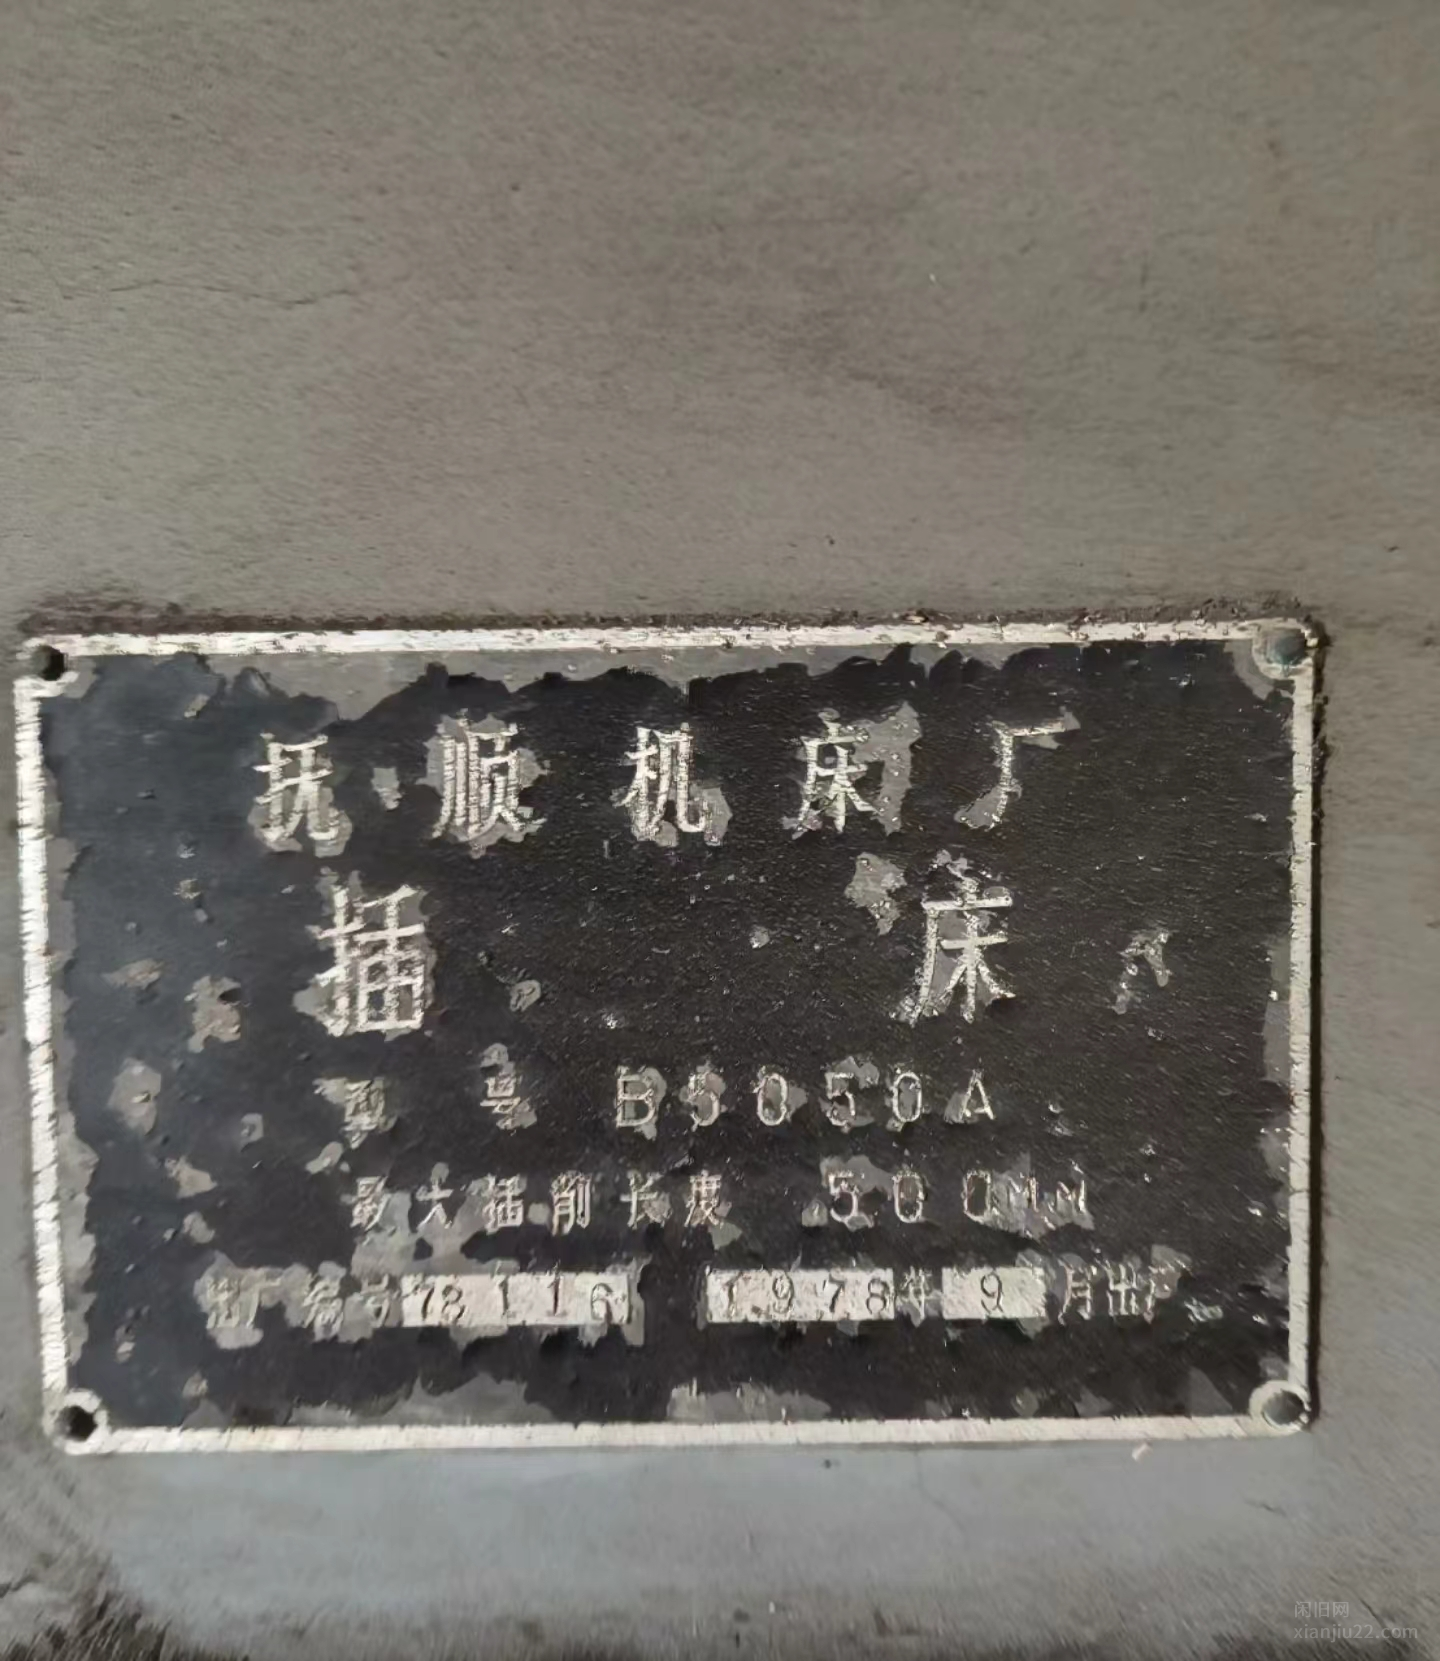 抚顺机床厂
插床
型号 B5050A
最大插削长度 500MM
出厂编号 78116 1978年9月出厂
闲旧网
xianjiu22.com